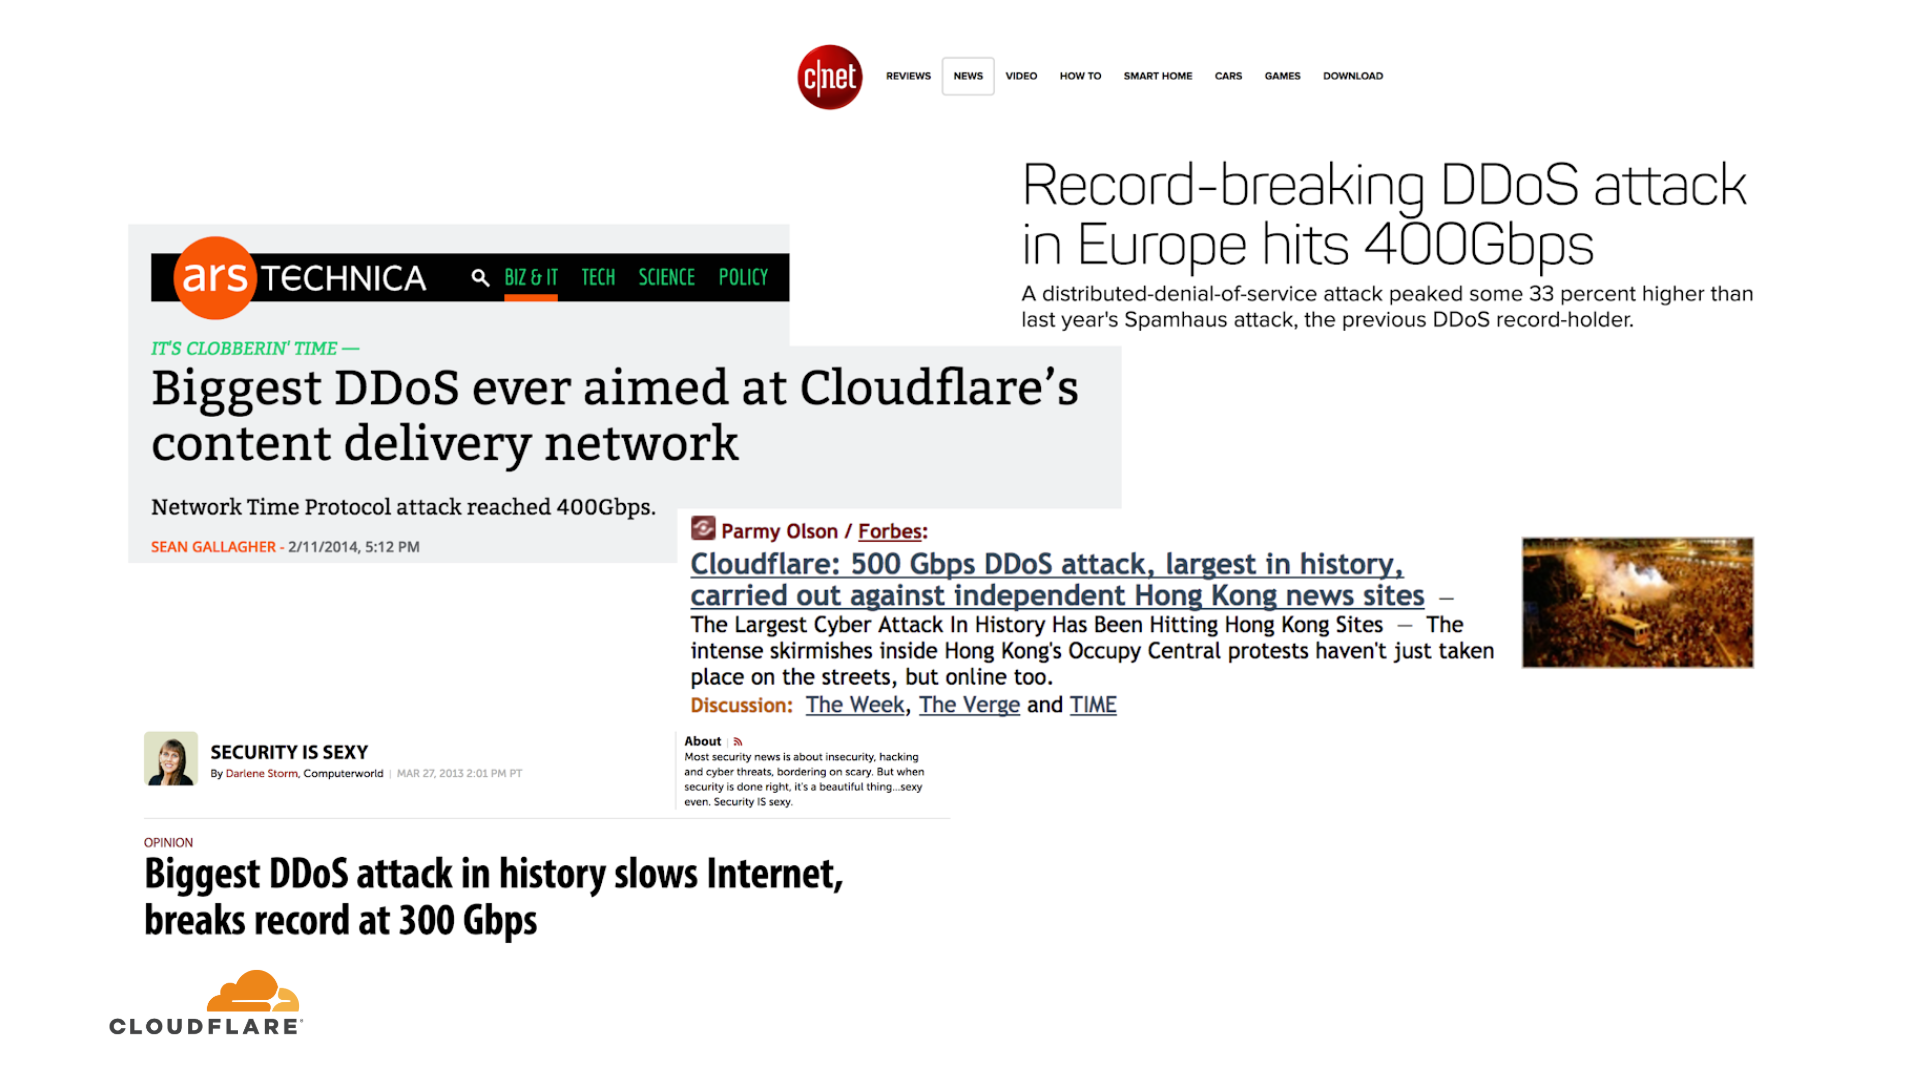 c|net
REVIEWS NEWS VIDEO HOW TO SMART HOME CARS GAMES DOWNLOAD
Record-breaking DDoS attack
in Europe hits 400Gbps
A distributed-denial-of-service attack peaked some 33 percent higher than
last year's Spamhaus attack, the previous DDoS record-holder.
ars TECHNICA BIZ & IT TECH SCIENCE POLICY
IT'S CLOBBERIN' TIME —
Biggest DDoS ever aimed at Cloudflare’s
content delivery network
Network Time Protocol attack reached 400Gbps.
SEAN GALLAGHER - 2/11/2014, 5:12 PM
Parmy Olson / Forbes:
Cloudflare: 500 Gbps DDoS attack, largest in history,
carried out against independent Hong Kong news sites —
The Largest Cyber Attack In History Has Been Hitting Hong Kong Sites — The
intense skirmishes inside Hong Kong's Occupy Central protests haven't just taken
place on the streets, but online too.
Discussion: The Week, The Verge and TIME
SECURITY IS SEXY
By Darlene Storm, Computerworld | MAR 27, 2013 2:01 PM PT
About
Most security news is about insecurity, hacking
and cyber threats, bordering on scary. But when
security is done right, it's a beautiful thing...sexy
even. Security IS sexy.
OPINION
Biggest DDoS attack in history slows Internet,
breaks record at 300 Gbps
CLOUDFLARE